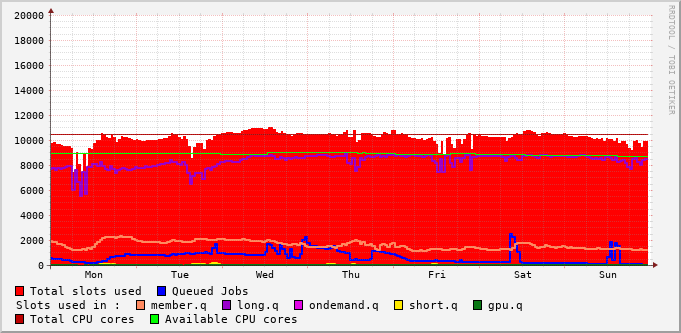 20000
18000
16000
14000
12000
10000
8000
6000
4000
2000
0
Mon Tue Wed Thu Fri Sat Sun
Total slots used Queued Jobs
Slots used in : member.q long.q ondemand.q short.q gpu.q
Total CPU cores Available CPU cores
RRDTOOL / TOBI OETIKER